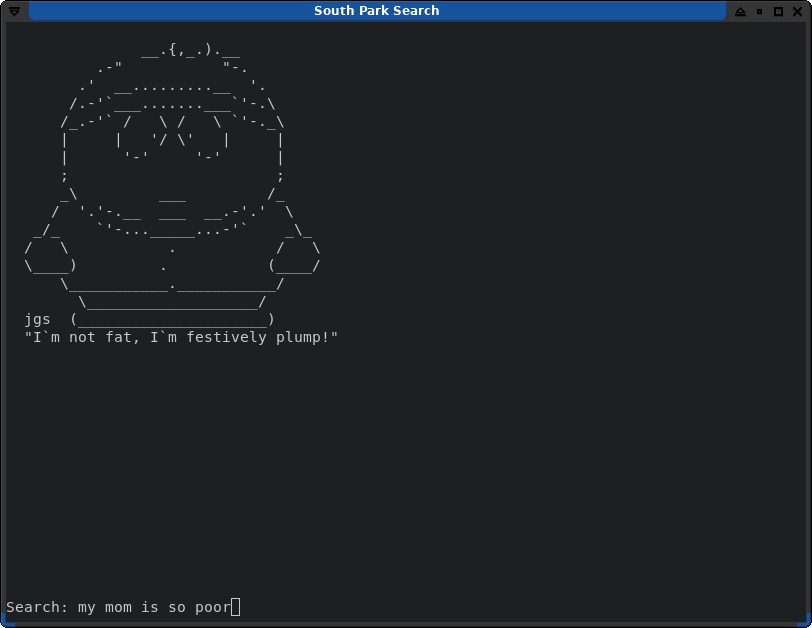 South Park Search
jgs
"I`m not fat, I`m festively plump!"
Search: my mom is so poor